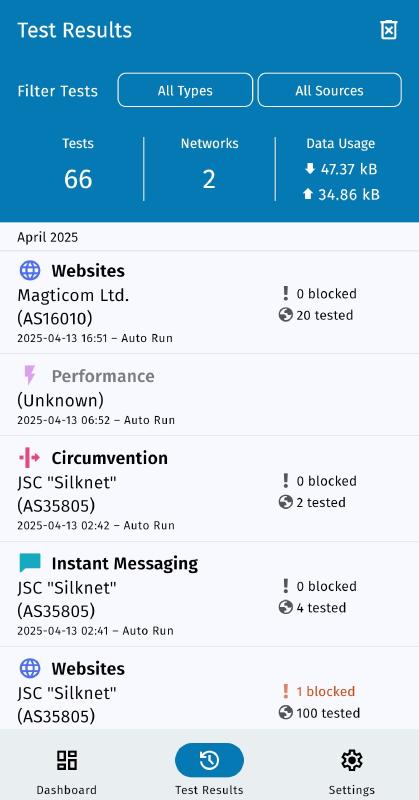 Test Results
Filter Tests
All Types
All Sources
Tests
66
Networks
2
Data Usage
47.37 kB
34.86 kB
April 2025
Websites
Magticom Ltd.
(AS16010)
2025-04-13 16:51 – Auto Run
0 blocked
20 tested
Performance
(Unknown)
2025-04-13 06:52 – Auto Run
Circumvention
JSC "Silknet"
(AS35805)
2025-04-13 02:42 – Auto Run
0 blocked
2 tested
Instant Messaging
JSC "Silknet"
(AS35805)
2025-04-13 02:41 – Auto Run
0 blocked
4 tested
Websites
JSC "Silknet"
(AS35805)
1 blocked
100 tested
Dashboard
Test Results
Settings